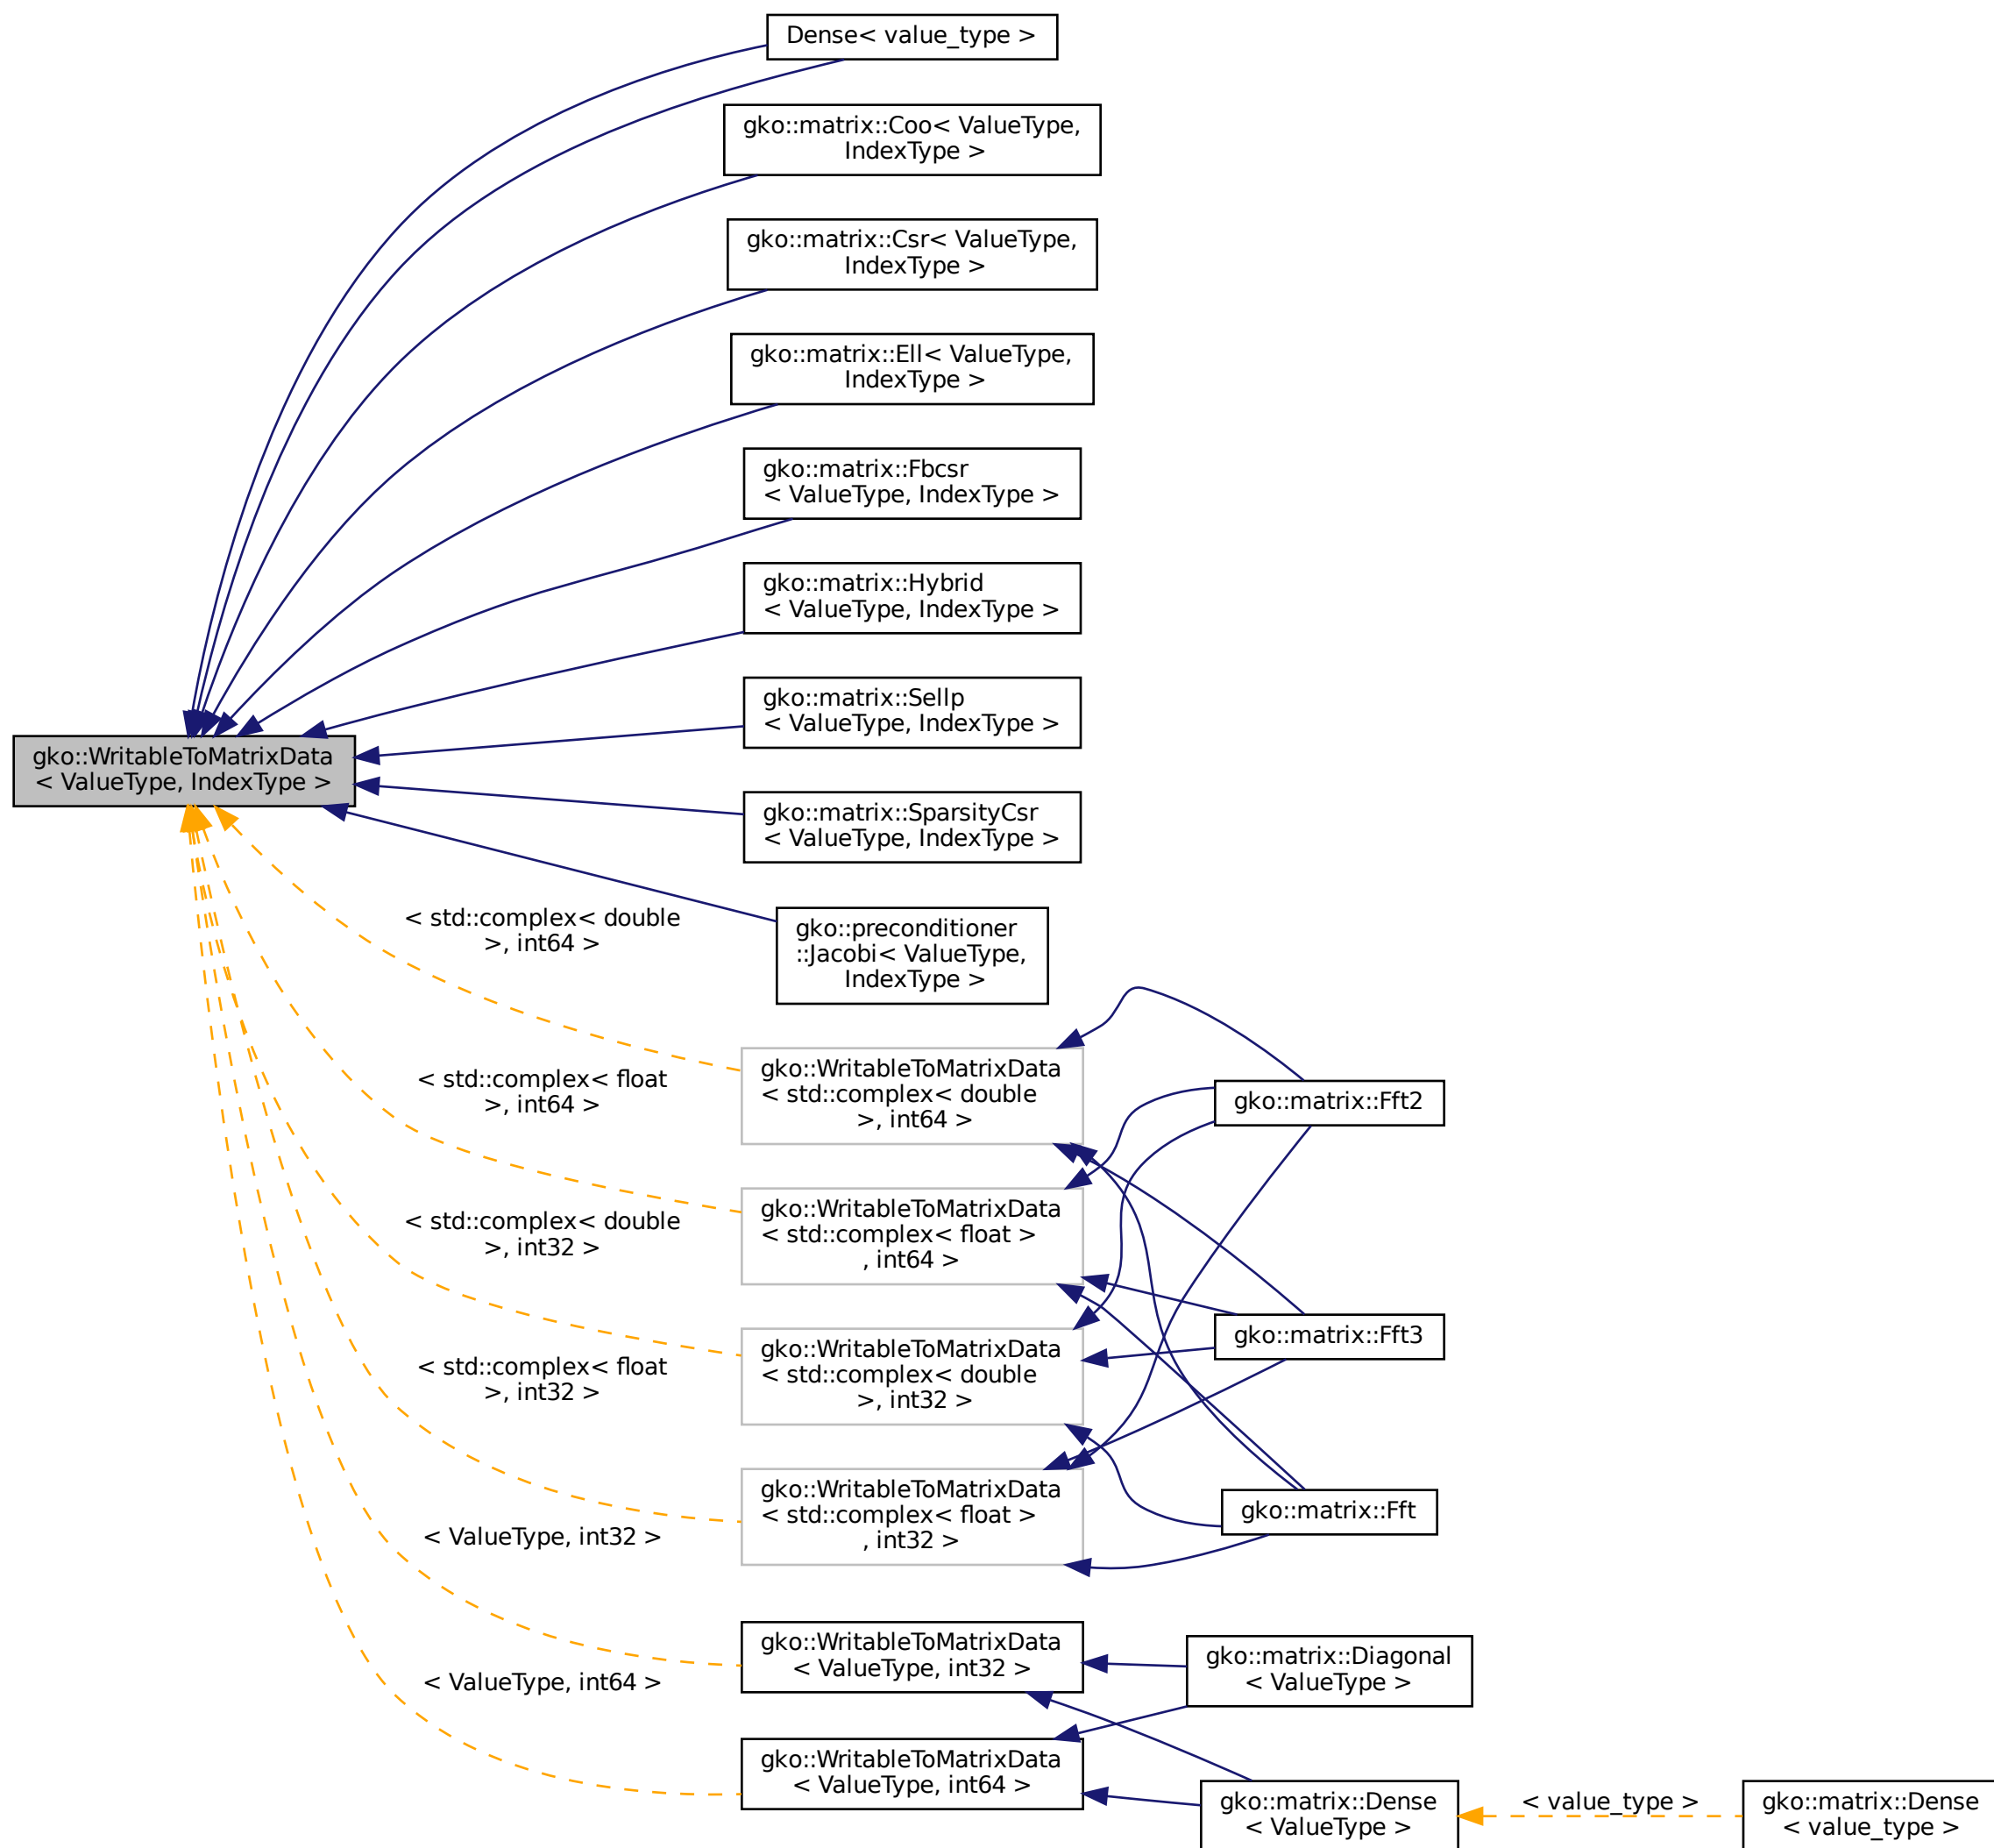 Dense< value_type >
gko::matrix::Coo< ValueType,
IndexType >
gko::matrix::Csr< ValueType,
IndexType >
gko::matrix::Ell< ValueType,
IndexType >
gko::matrix::Fbcsr
< ValueType, IndexType >
gko::matrix::Hybrid
< ValueType, IndexType >
gko::matrix::Sellp
< ValueType, IndexType >
gko::WritableToMatrixData
< ValueType, IndexType >
gko::matrix::SparsityCsr
< ValueType, IndexType >
gko::preconditioner
::Jacobi< ValueType,
IndexType >
< std::complex< double
>, int64 >
gko::WritableToMatrixData
< std::complex< double
>, int64 >
gko::matrix::Fft2
< std::complex< float
>, int64 >
gko::WritableToMatrixData
< std::complex< float >
, int64 >
< std::complex< double
>, int32 >
gko::matrix::Fft3
gko::WritableToMatrixData
< std::complex< double
>, int32 >
< std::complex< float
>, int32 >
gko::WritableToMatrixData
< std::complex< float >
, int32 >
gko::matrix::Fft
< ValueType, int32 >
gko::WritableToMatrixData
< ValueType, int32 >
gko::matrix::Diagonal
< ValueType >
< ValueType, int64 >
gko::WritableToMatrixData
< ValueType, int64 >
gko::matrix::Dense
< ValueType >
< value_type >
gko::matrix::Dense
< value_type >